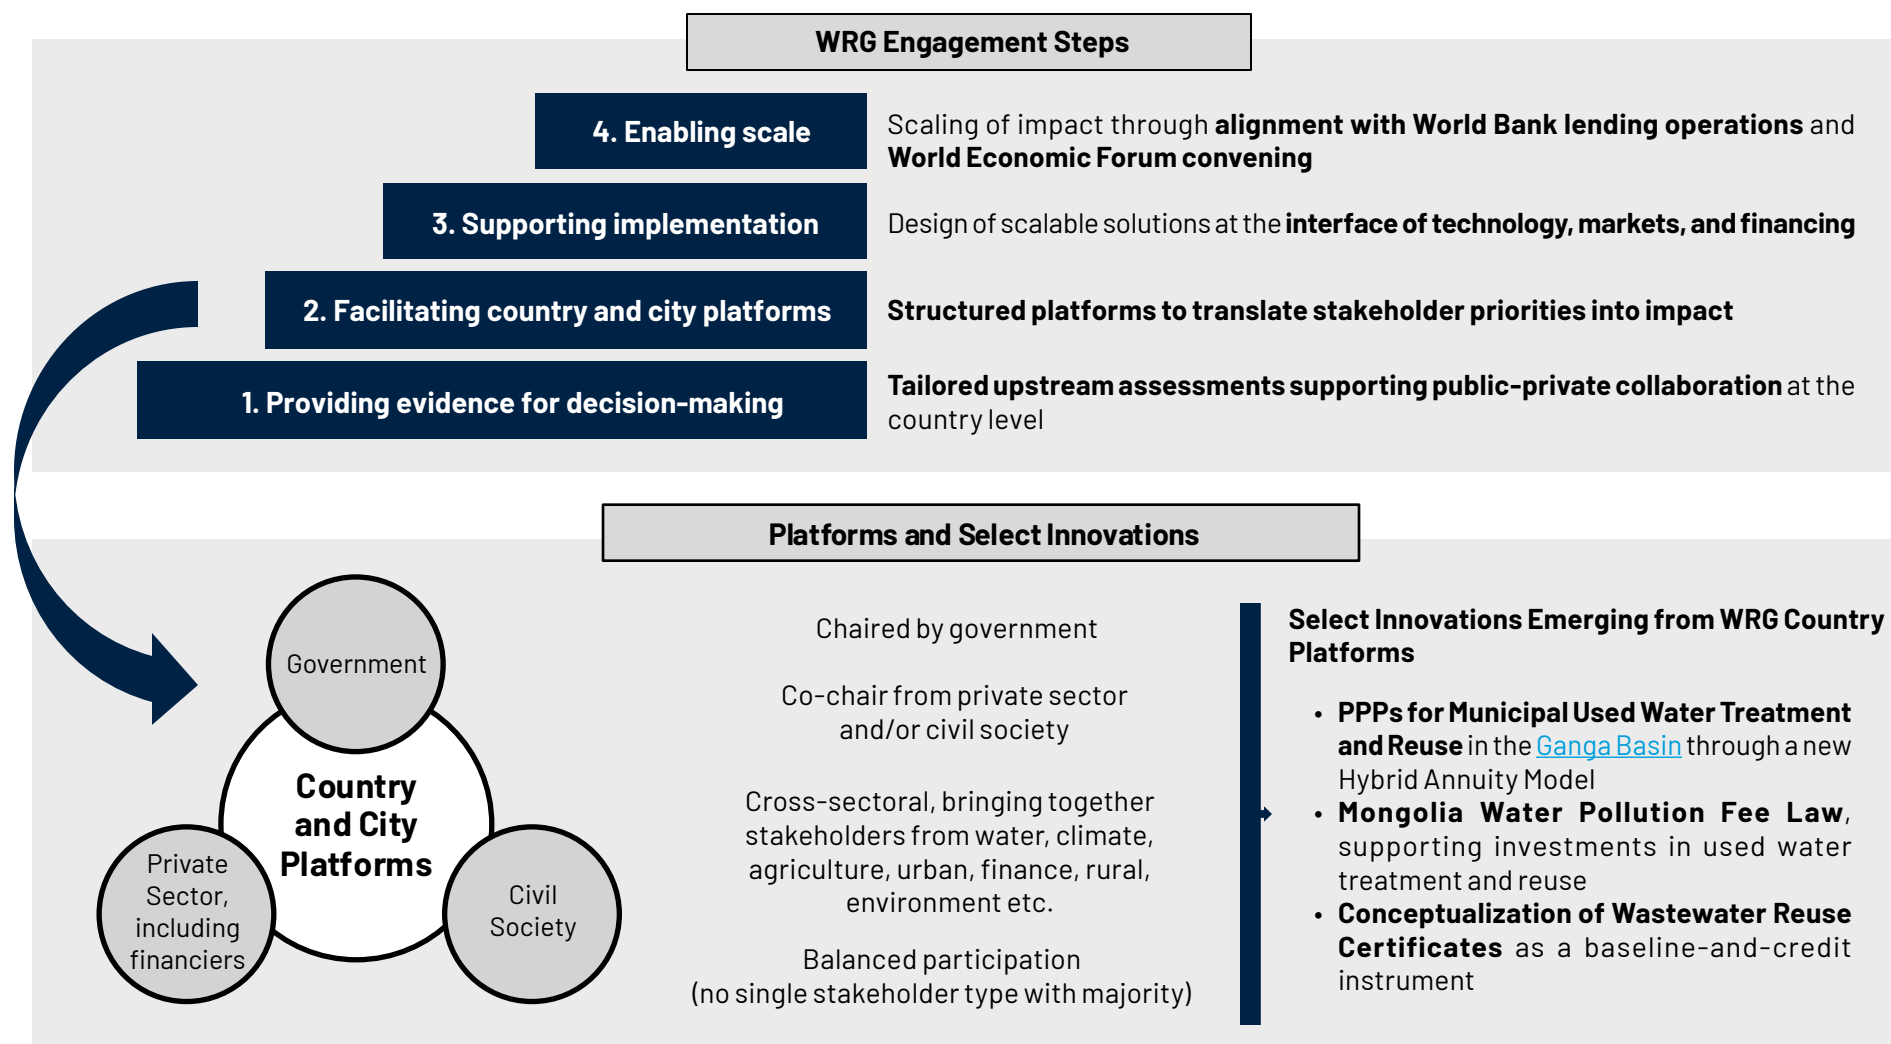 WRG Engagement Steps
4. Enabling scale
Scaling of impact through alignment with World Bank lending operations and
World Economic Forum convening
3. Supporting implementation
Design of scalable solutions at the interface of technology, markets, and financing
2. Facilitating country and city platforms
Structured platforms to translate stakeholder priorities into impact
1. Providing evidence for decision-making
Tailored upstream assessments supporting public-private collaboration at the
country level
Platforms and Select Innovations
Government
Country
and City
Platforms
Private
Sector,
including
financiers
Civil
Society
Chaired by government
Co-chair from private sector
and/or civil society
Cross-sectoral, bringing together
stakeholders from water, climate,
agriculture, urban, finance, rural,
environment etc.
Balanced participation
(no single stakeholder type with majority)
Select Innovations Emerging from WRG Country
Platforms
• PPPs for Municipal Used Water Treatment
and Reuse in the Ganga Basin through a new
Hybrid Annuity Model
• Mongolia Water Pollution Fee Law,
supporting investments in used water
treatment and reuse
• Conceptualization of Wastewater Reuse
Certificates as a baseline-and-credit
instrument